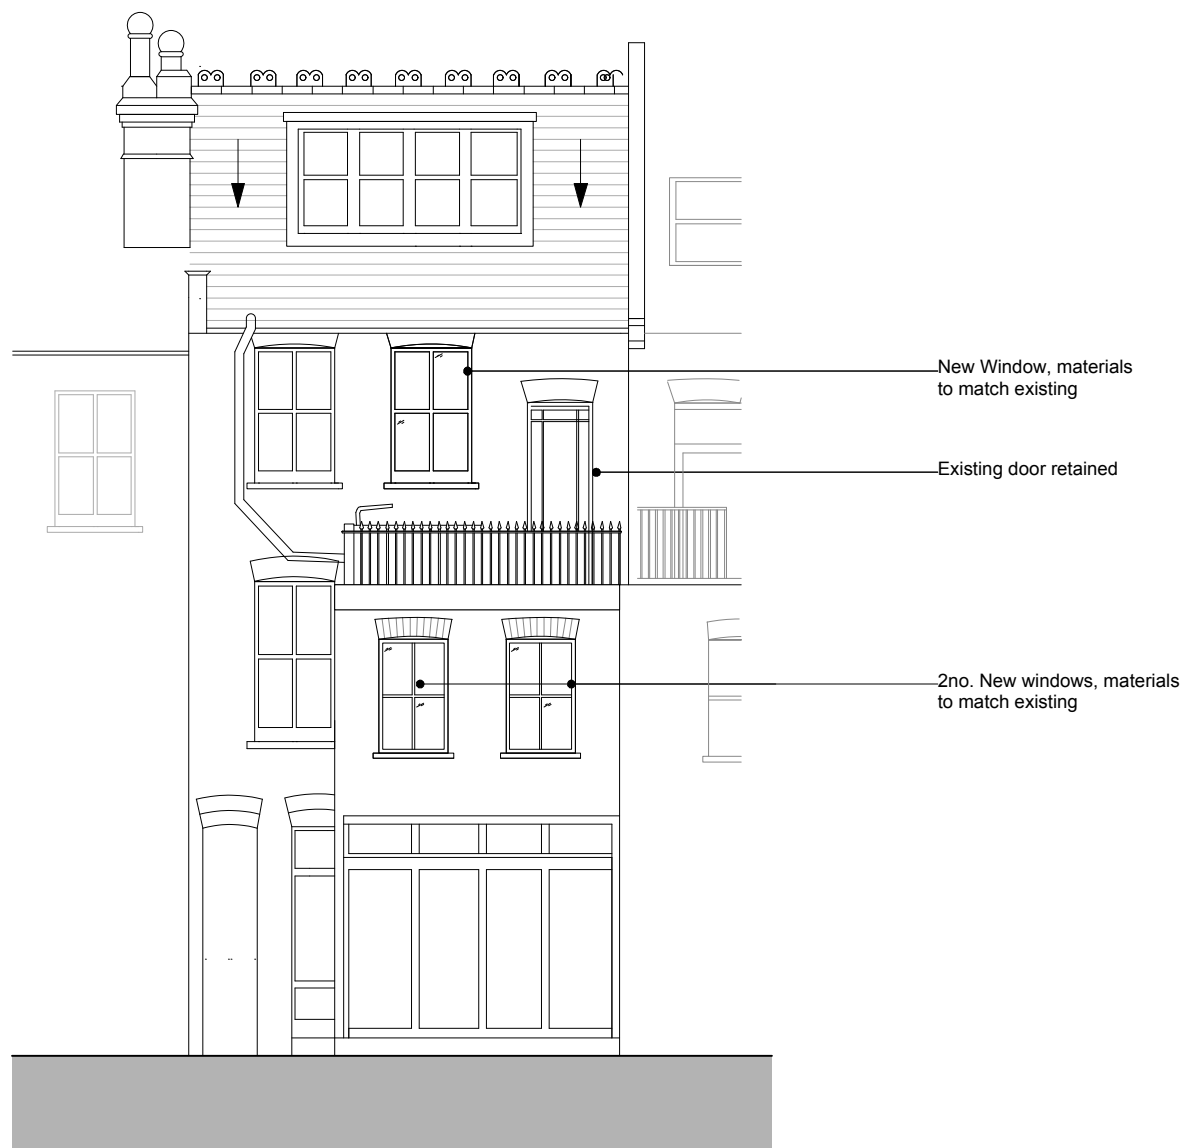 New Window, materials
to match existing
Existing door retained
2no. New windows, materials
to match existing